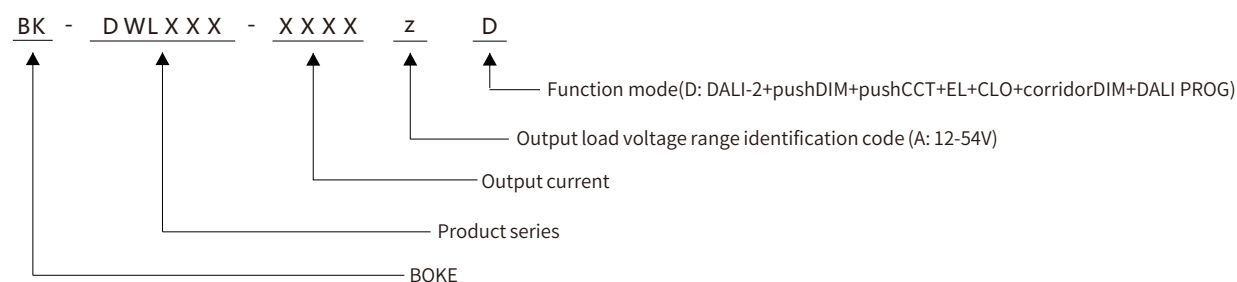 BK - DWLXXX - XXXX z D
Function mode(D: DALI-2+pushDIM+pushCCT+EL+CLO+corridorDIM+DALI PROG)
Output load voltage range identification code (A: 12-54V)
Output current
Product series
BOKE